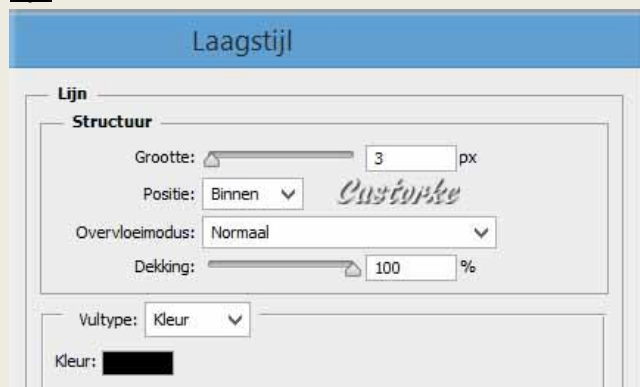 Laagstijl
Lijn
Structuur
Grootte: 3 px
Positie: Binnen Castorke
Overvloeimodus: Normaal
Dekking: 100 %
Vultype: Kleur
Kleur: